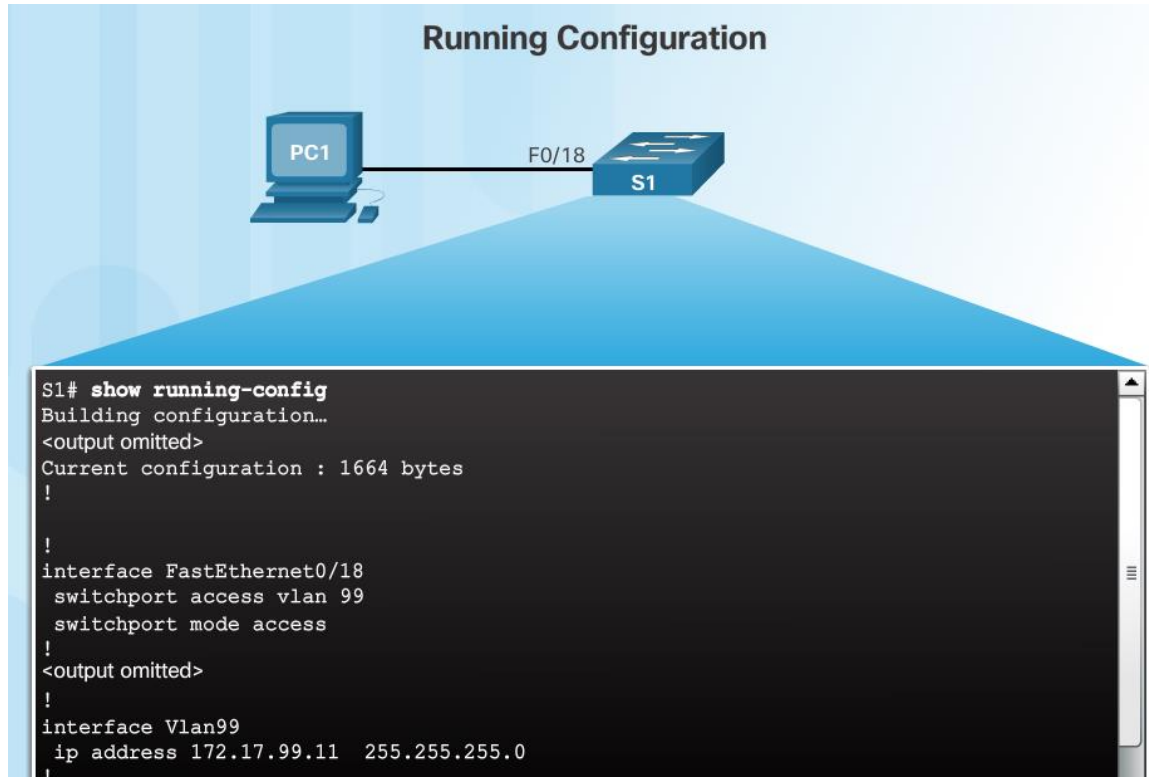 Running Configuration
PC1
F0/18
S1
S1# show running-config
Building configuration…
<output omitted>
Current configuration : 1664 bytes
!
!
interface FastEthernet0/18
switchport access vlan 99
switchport mode access
!
<output omitted>
!
interface Vlan99
ip address 172.17.99.11  255.255.255.0
!